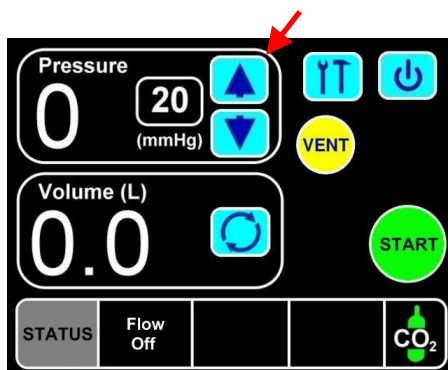 Pressure
0
20
(mmHg)
VENT
Volume (L)
0.0
START
STATUS
Flow
Off
CO₂